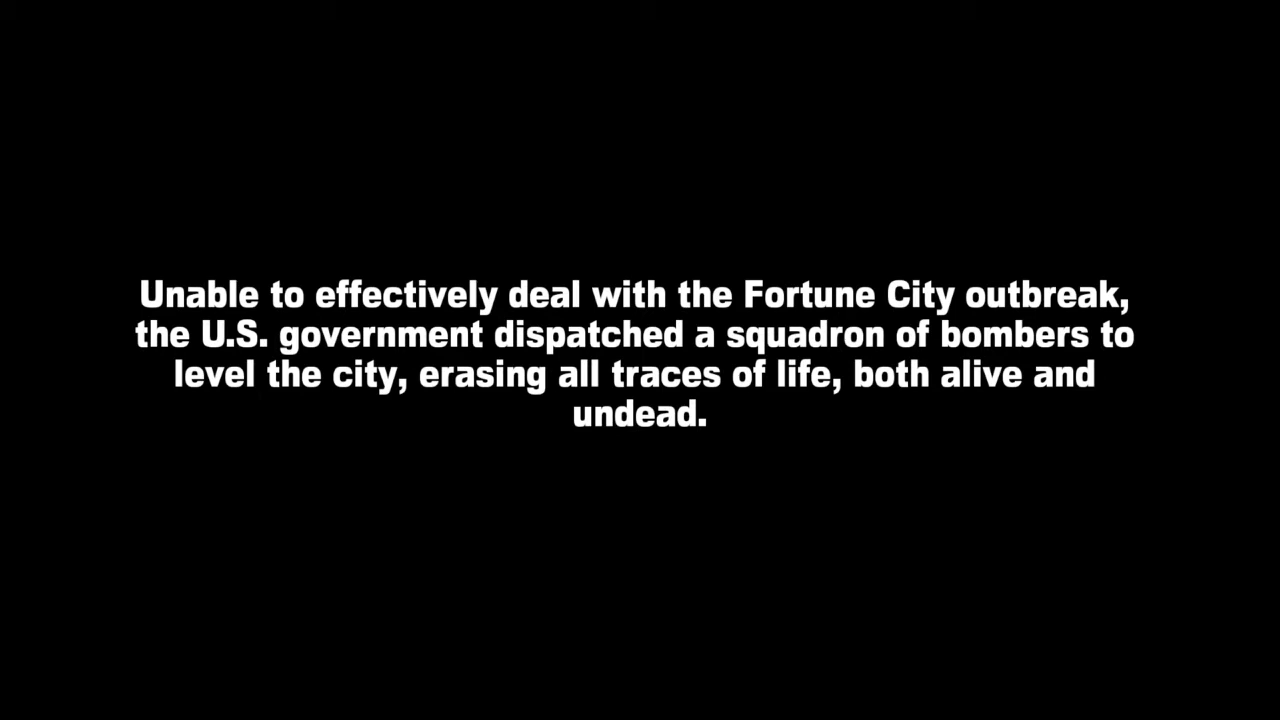 Unable to effectively deal with the Fortune City outbreak,
the U.S. government dispatched a squadron of bombers to
level the city, erasing all traces of life, both alive and
undead.